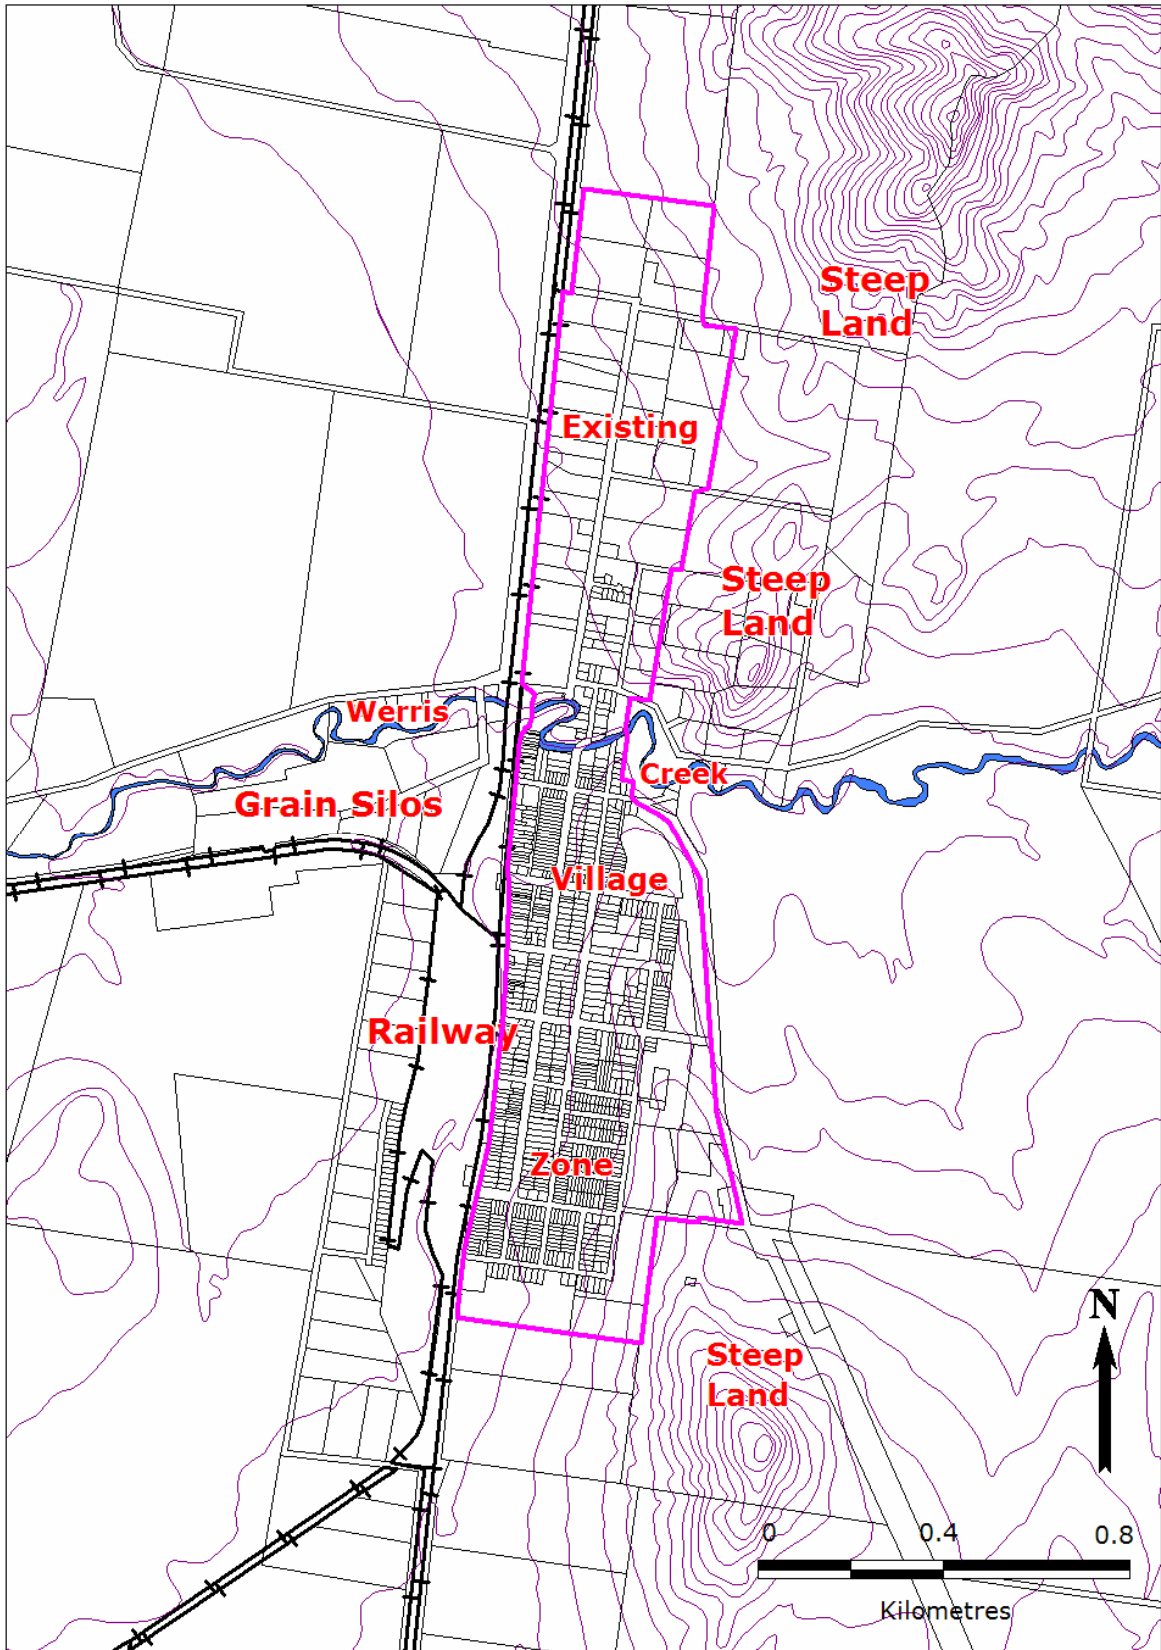 Steep
Land
Existing
Steep
Land
Werris
Creek
Grain Silos
Village
Railway
Zone
N
Steep
Land
0 0.4 0.8
Kilometres